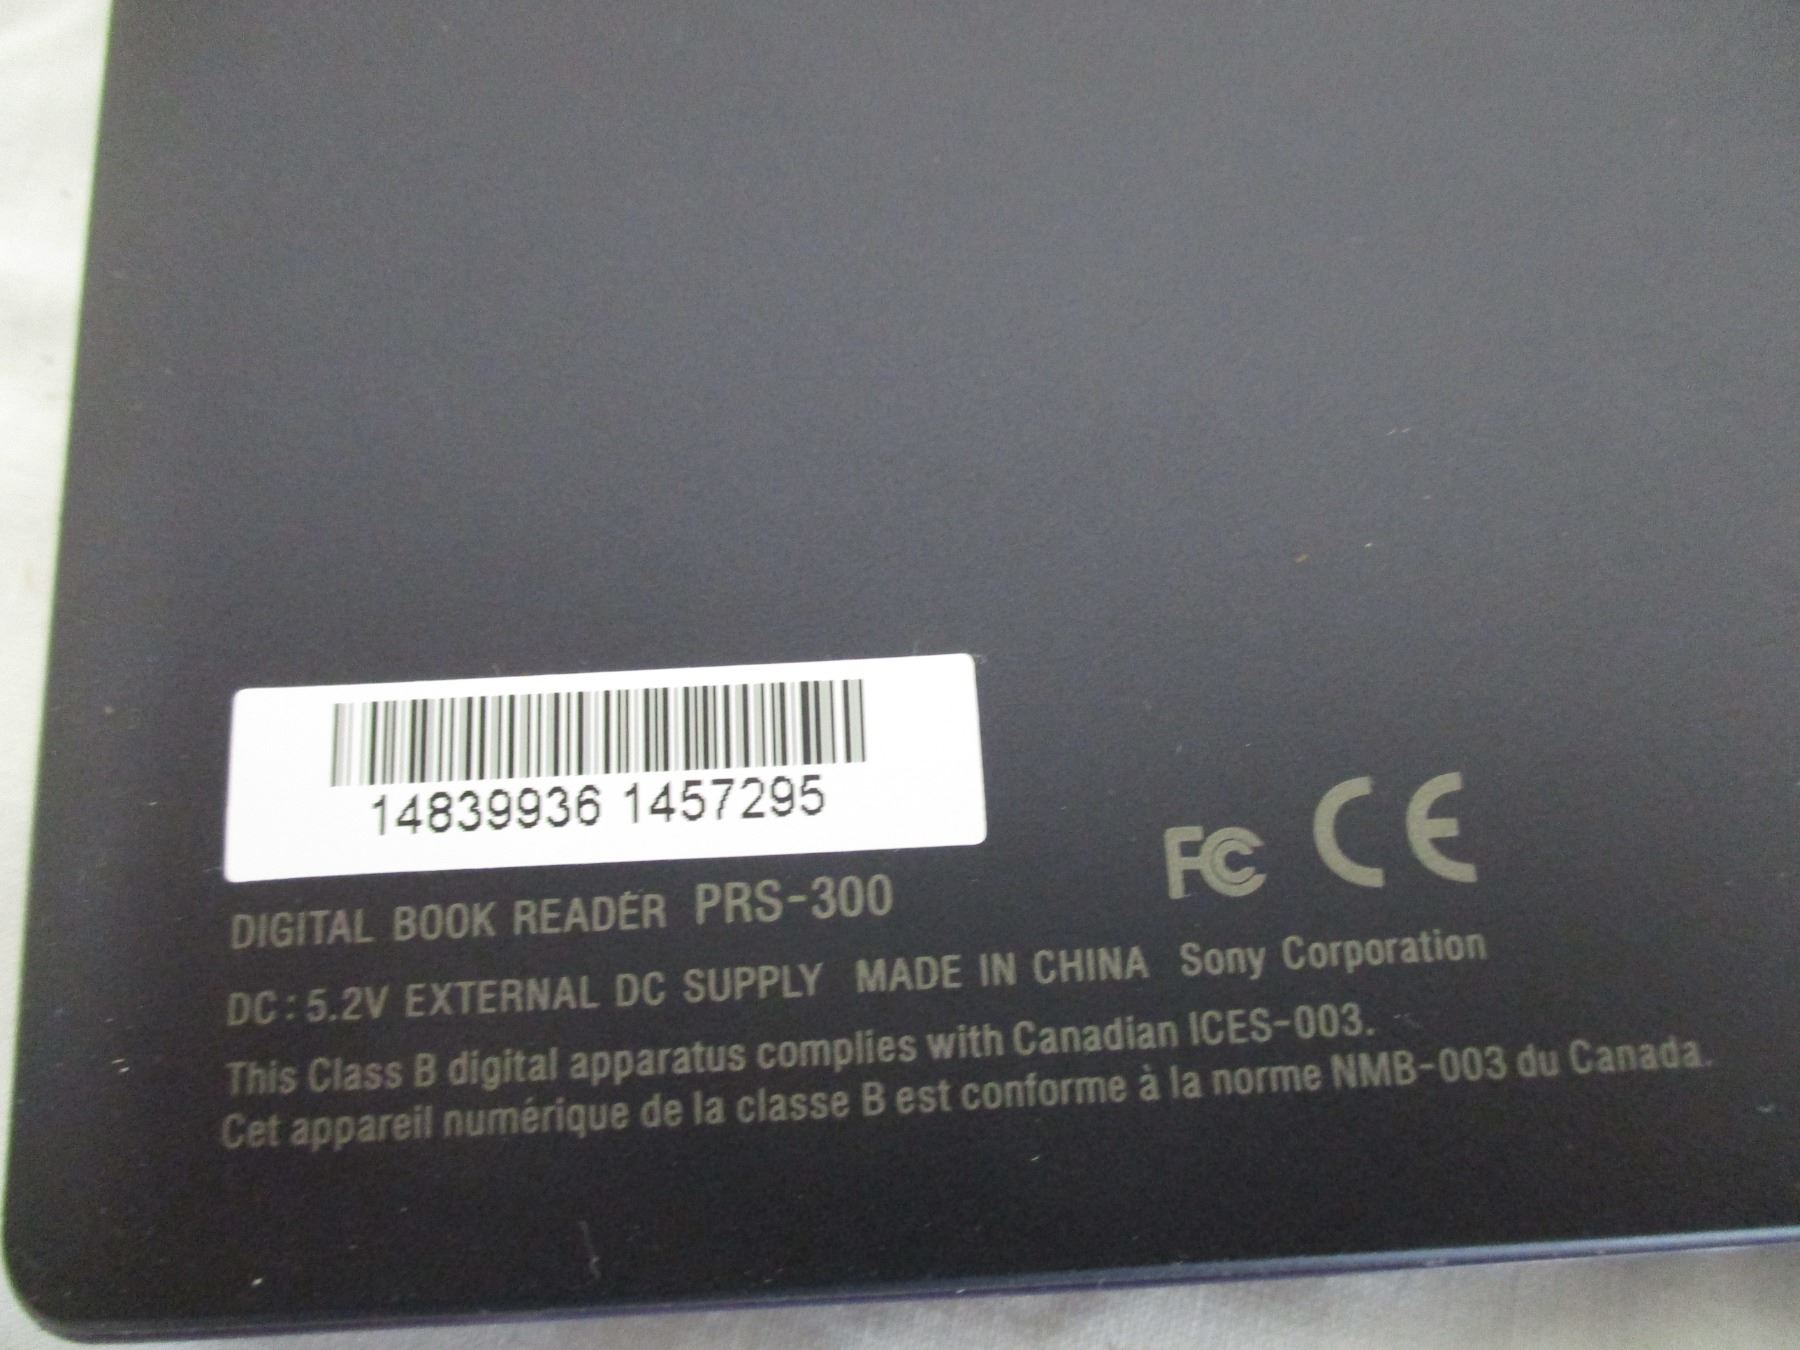 14839936 1457295
FC CE
DIGITAL BOOK READER PRS-300
DC : 5.2V EXTERNAL DC SUPPLY MADE IN CHINA Sony Corporation
This Class B digital apparatus complies with Canadian ICES-003.
Cet appareil numérique de la classe B est conforme à la norme NMB-003 du Canada.